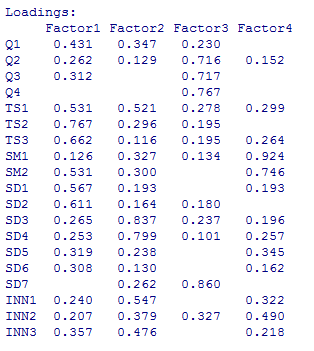 Loadings:
Factor1 Factor2 Factor3 Factor4
Q1 0.431 0.347 0.230
Q2 0.262 0.129 0.716 0.152
Q3 0.312 0.717
Q4 0.767
TS1 0.531 0.521 0.278 0.299
TS2 0.767 0.296 0.195
TS3 0.662 0.116 0.195 0.264
SM1 0.126 0.327 0.134 0.924
SM2 0.531 0.300 0.746
SD1 0.567 0.193 0.193
SD2 0.611 0.164 0.180
SD3 0.265 0.837 0.237 0.196
SD4 0.253 0.799 0.101 0.257
SD5 0.319 0.238 0.345
SD6 0.308 0.130 0.162
SD7 0.262 0.860
INN1 0.240 0.547 0.322
INN2 0.207 0.379 0.327 0.490
INN3 0.357 0.476 0.218